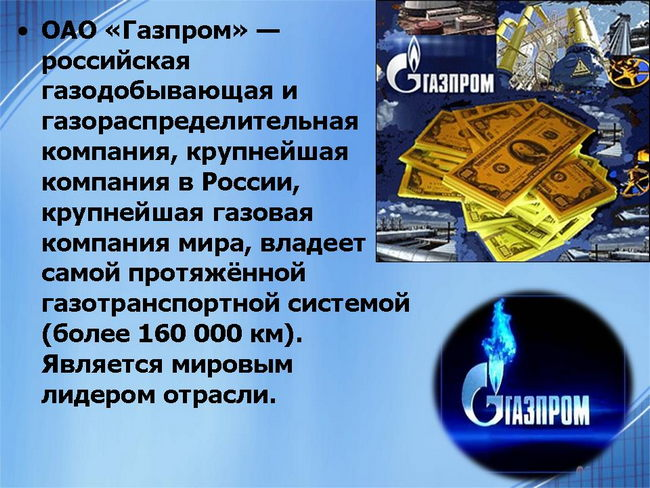 • ОАО «Газпром» —
российская
газодобывающая и
газораспределительная
компания, крупнейшая
компания в России,
крупнейшая газовая
компания мира, владеет
самой протяжённой
газотранспортной системой
(более 160 000 км).
Является мировым
лидером отрасли.
ГАЗПРОМ
ГАЗПРОМ